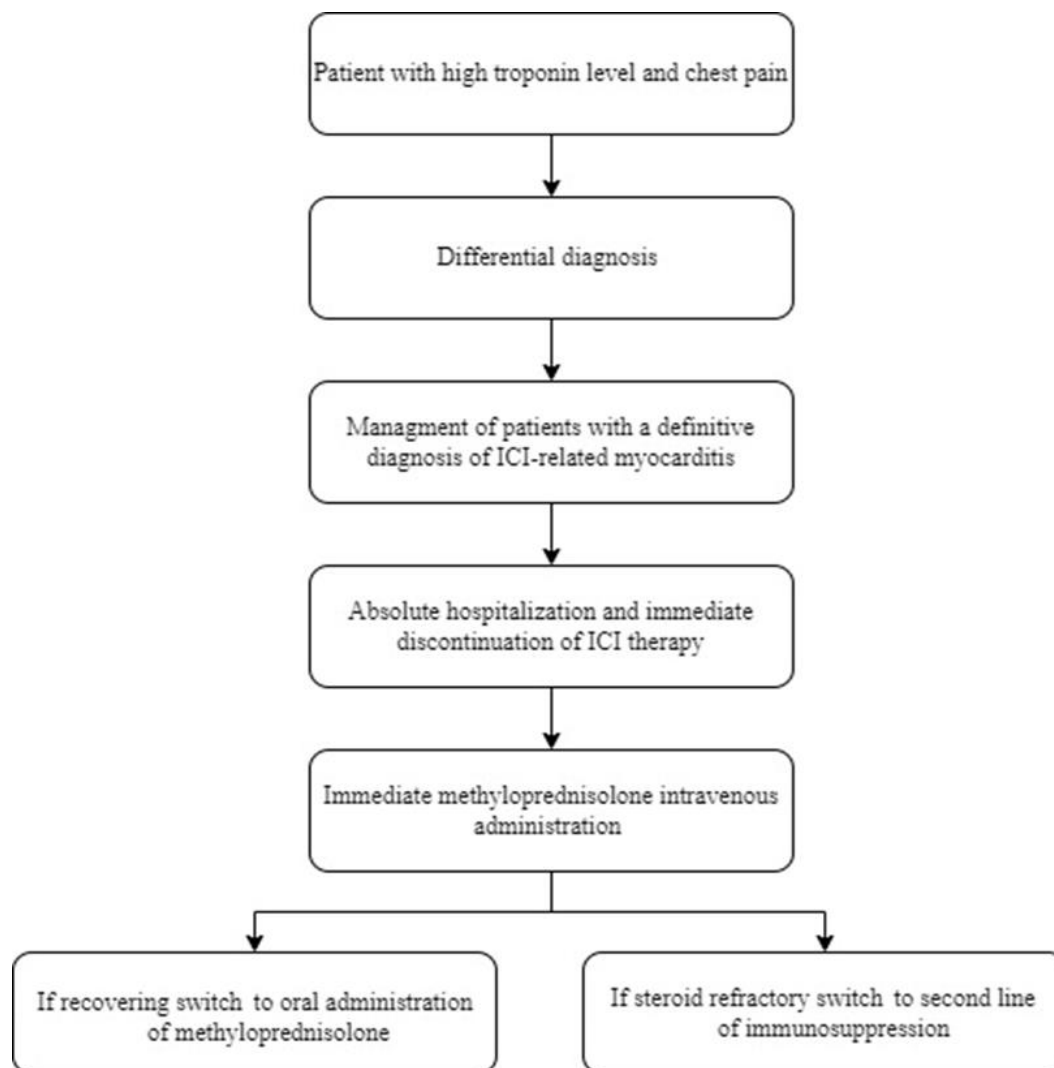 Patient with high troponin level and chest pain
Differential diagnosis
Managment of patients with a definitive
diagnosis of ICI-related myocarditis
Absolute hospitalization and immediate
discontinuation of ICI therapy
Immediate methyloprednisolone intravenous
administration
If recovering switch to oral administration
of methyloprednisolone
If steroid refractory switch to second line
of immunosuppression